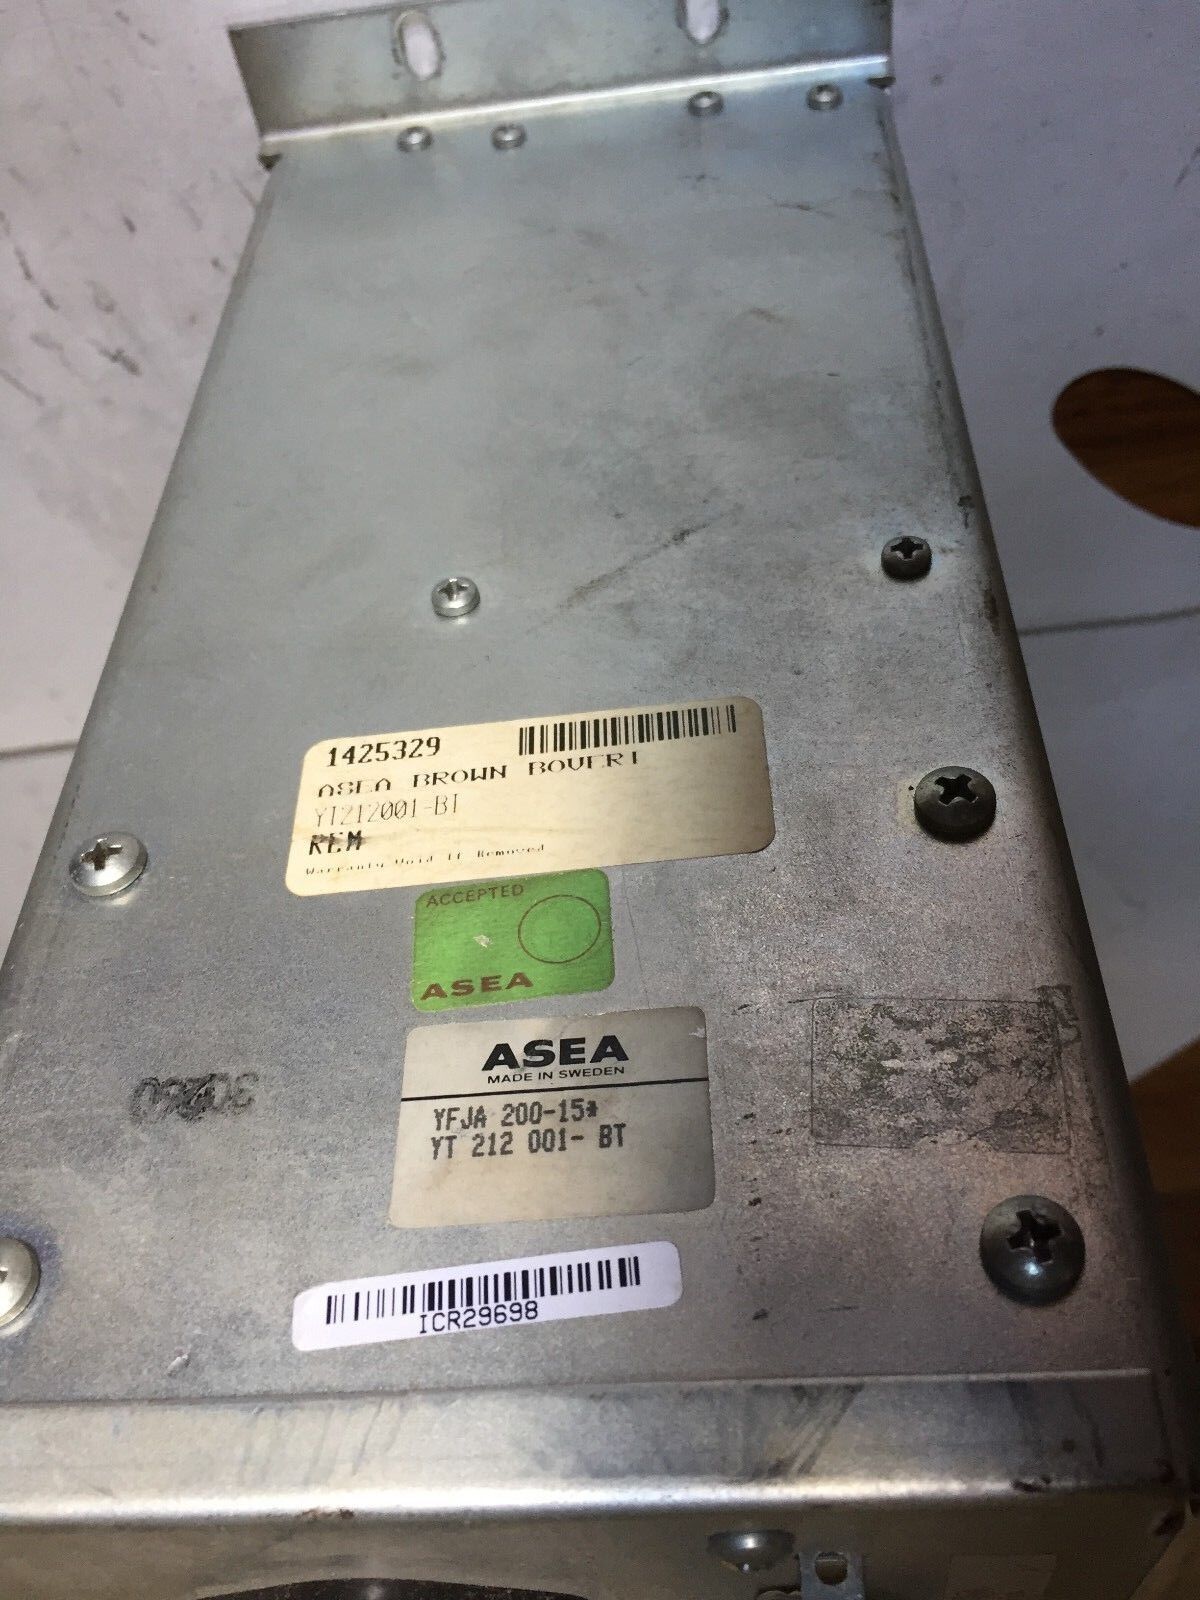 1425329
ASEA BROWN BOVERI
YT212001-BT
REM
Warranty Void If Removed
ACCEPTED
ASEA
ASEA
MADE IN SWEDEN
YFJA 200-15*
YT 212 001- BT
ICR29698